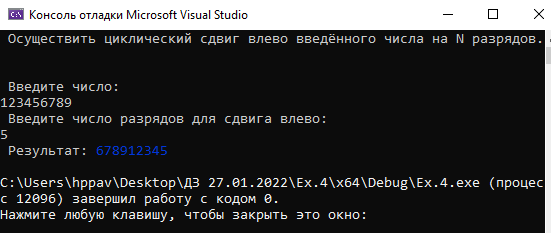 Консоль отладки Microsoft Visual Studio
Осуществить циклический сдвиг влево введённого числа на N разрядов.
Введите число:
123456789
Введите число разрядов для сдвига влево:
5
Результат: 678912345
C:\Users\hppav\Desktop\ДЗ 27.01.2022\Ex.4\x64\Debug\Ex.4.exe (процес
с 12096) завершил работу с кодом 0.
Нажмите любую клавишу, чтобы закрыть это окно: